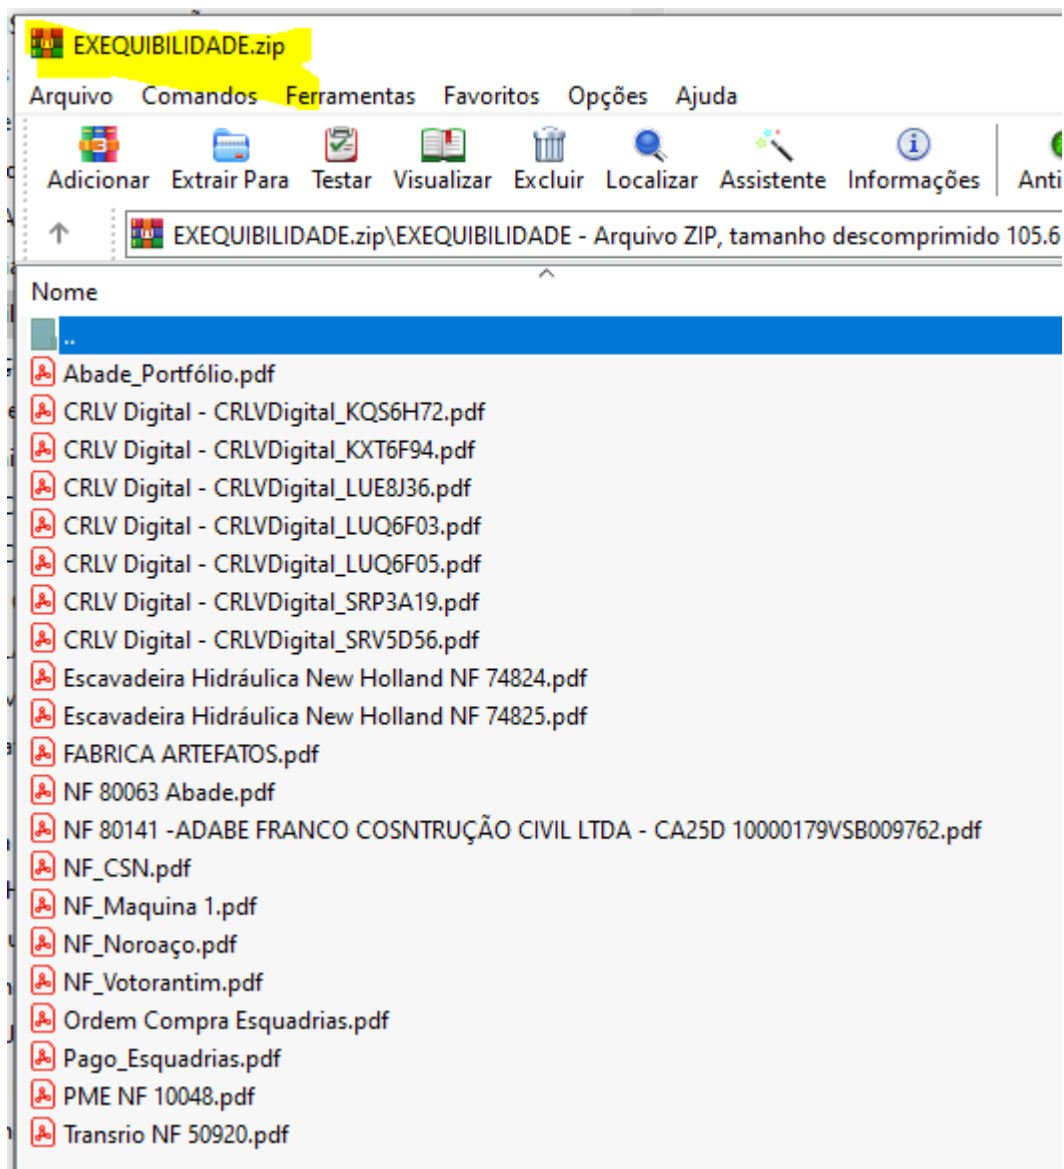 EXEQUIBILIDADE.zip
Arquivo Comandos Ferramentas Favoritos Opções Ajuda
Adicionar Extrair Para Testar Visualizar Excluir Localizar Assistente Informações Anti
EXEQUIBILIDADE.zip\EXEQUIBILIDADE - Arquivo ZIP, tamanho descomprimido 105.6
Nome
..
Abade_Portfólio.pdf
CRLV Digital - CRLVDigital_KQS6H72.pdf
CRLV Digital - CRLVDigital_KXT6F94.pdf
CRLV Digital - CRLVDigital_LUE8J36.pdf
CRLV Digital - CRLVDigital_LUQ6F03.pdf
CRLV Digital - CRLVDigital_LUQ6F05.pdf
CRLV Digital - CRLVDigital_SRP3A19.pdf
CRLV Digital - CRLVDigital_SRV5D56.pdf
Escavadeira Hidráulica New Holland NF 74824.pdf
Escavadeira Hidráulica New Holland NF 74825.pdf
FABRICA ARTEFATOS.pdf
NF 80063 Abade.pdf
NF 80141 -ADABE FRANCO COSNTRUÇÃO CIVIL LTDA - CA25D 10000179VSB009762.pdf
NF_CSN.pdf
NF_Maquina 1.pdf
NF_Noroaço.pdf
NF_Votorantim.pdf
Ordem Compra Esquadrias.pdf
Pago_Esquadrias.pdf
PME NF 10048.pdf
Transrio NF 50920.pdf